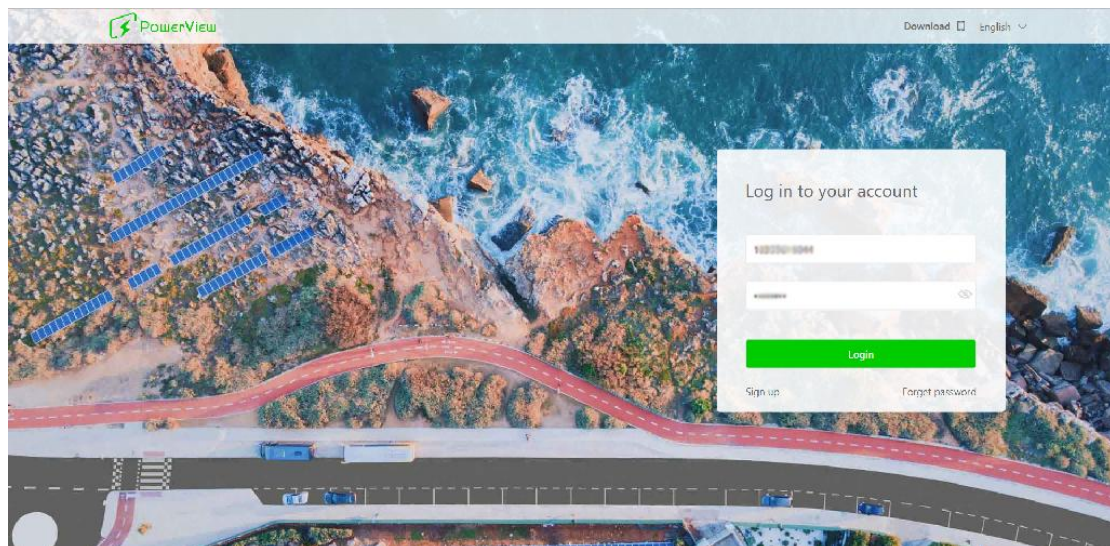 PowerView
Download English
Log in to your account
Login
Sign up Forget password